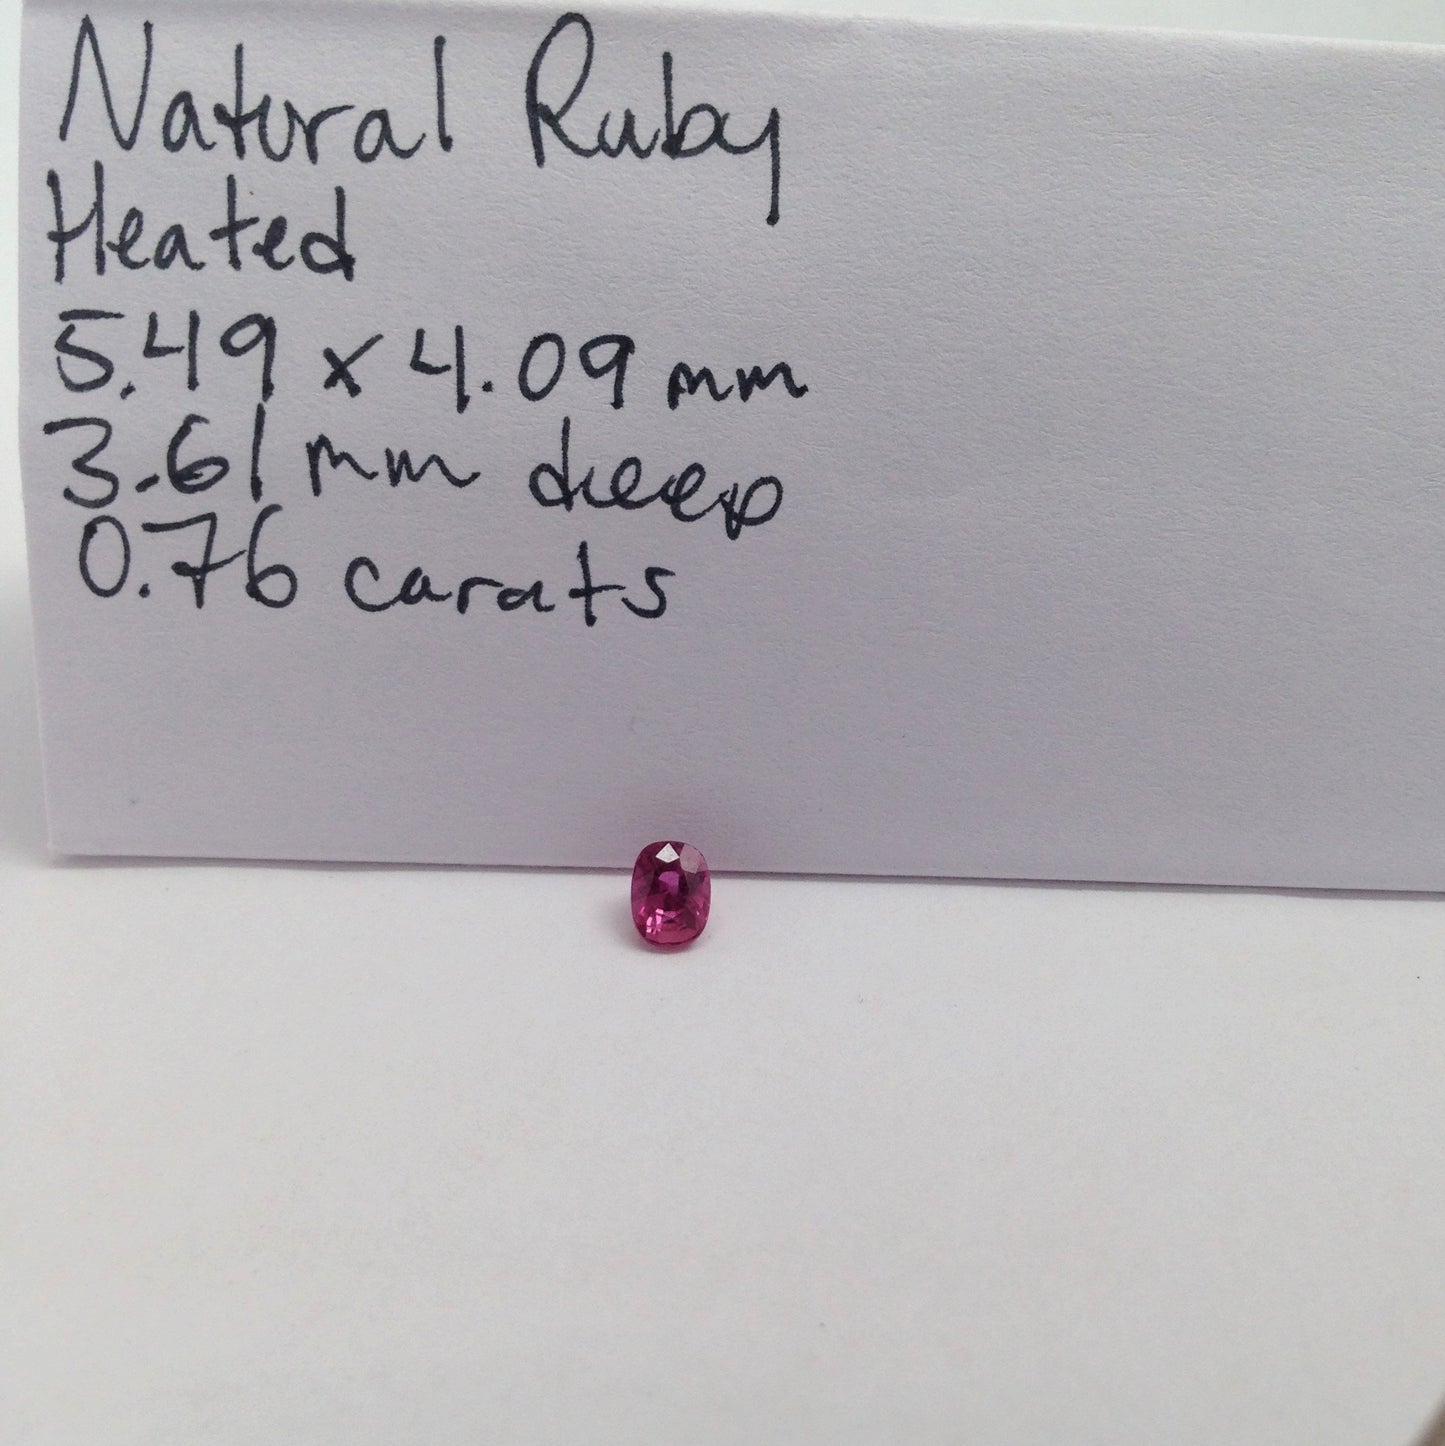 Natural Ruby
Heated
5.49 x 4.09 mm
3.61 mm deep
0.76 carats